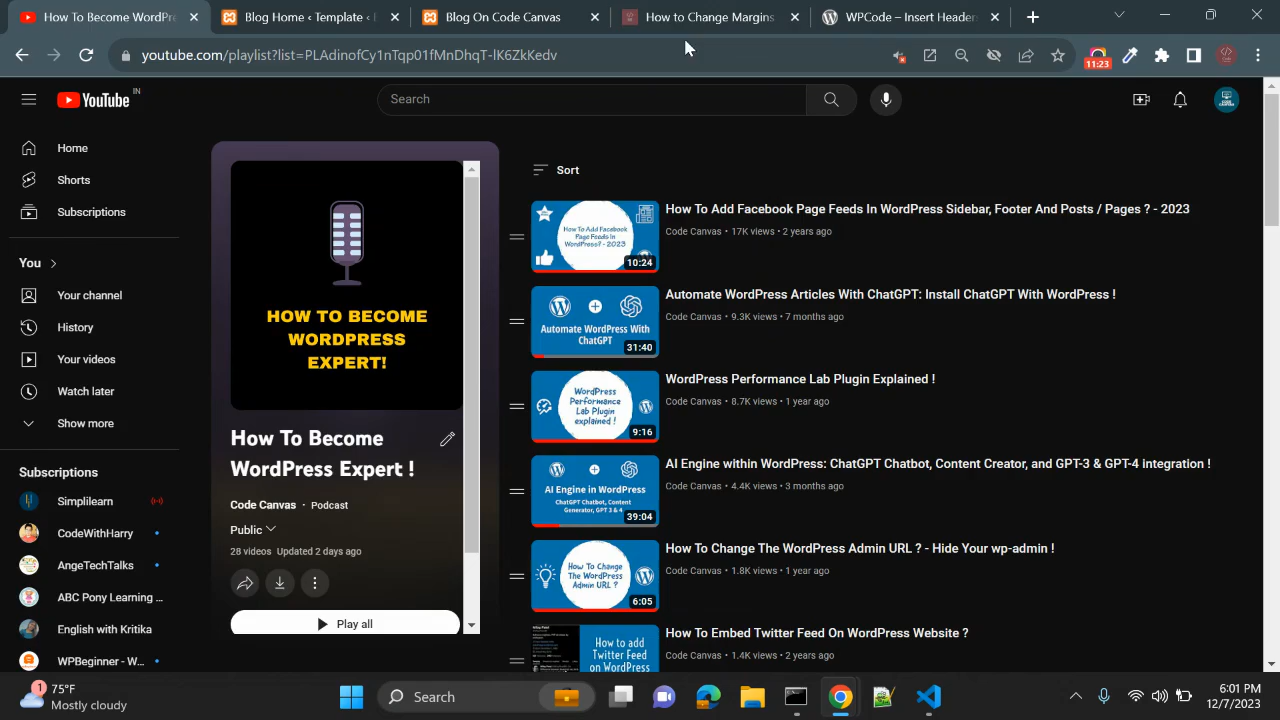 How To Become WordPre
Blog Home ‹ Template ‹ E
Blog On Code Canvas
How to Change Margins
WPCode – Insert Headers
youtube.com/playlist?list=PLAdinofCy1nTqp01fMnDhqT-lK6ZkKedv
11:23
YouTube
IN
Search
Home
Shorts
Subscriptions
You
Your channel
History
Your videos
Watch later
Show more
Subscriptions
Simplilearn
CodeWithHarry
AngeTechTalks
ABC Pony Learning ...
English with Kritika
WPBeginner - ...
HOW TO BECOME
WORDPRESS
EXPERT!
How To Become
WordPress Expert !
Code Canvas · Podcast
Public
28 videos Updated 2 days ago
Play all
Sort
How To Add Facebook
Page Feeds In
WordPress? - 2023
10:24
How To Add Facebook Page Feeds In WordPress Sidebar, Footer And Posts / Pages ? - 2023
Code Canvas • 17K views • 2 years ago
Automate WordPress With
ChatGPT
31:40
Automate WordPress Articles With ChatGPT: Install ChatGPT With WordPress !
Code Canvas • 9.3K views • 7 months ago
WordPress
Performance
Lab Plugin
explained !
9:16
WordPress Performance Lab Plugin Explained !
Code Canvas • 8.7K views • 1 year ago
AI Engine in WordPress
ChatGPT Chatbot, Content
Generator, GPT 3 & 4
39:04
AI Engine within WordPress: ChatGPT Chatbot, Content Creator, and GPT-3 & GPT-4 integration !
Code Canvas • 4.4K views • 3 months ago
How To Change
The WordPress
Admin URL ?
6:05
How To Change The WordPress Admin URL ? - Hide Your wp-admin !
Code Canvas • 1.8K views • 1 year ago
How to add
Twitter Feed
on WordPress
How To Embed Twitter Feed On WordPress Website ?
Code Canvas • 1.4K views • 2 years ago
1
75°F
Mostly cloudy
Search
6:01 PM
12/7/2023